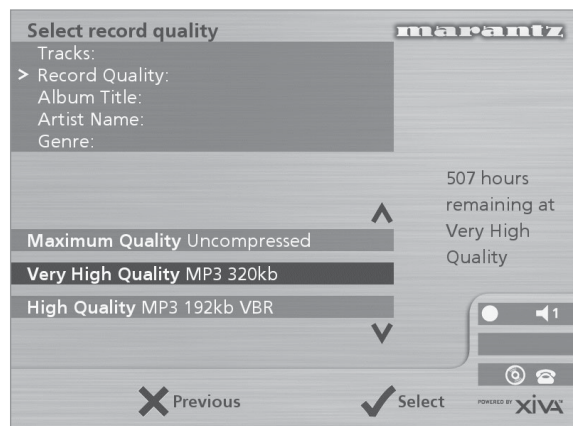 Select record quality
marantz
Tracks:
> Record Quality:
Album Title:
Artist Name:
Genre:
507 hours
remaining at
Very High
Quality
Maximum Quality Uncompressed
Very High Quality MP3 320kb
High Quality MP3 192kb VBR
1
Previous
Select
POWERED BY XiVA